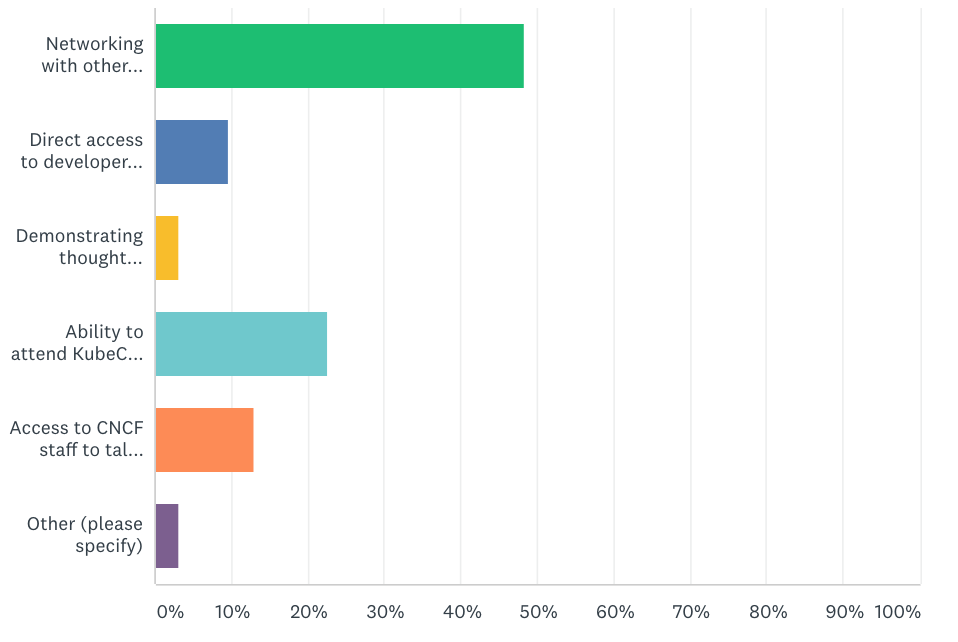 Networking
with other...
Direct access
to developer...
Demonstrating
thought...
Ability to
attend KubeC...
Access to CNCF
staff to tal...
Other (please
specify)
0% 10% 20% 30% 40% 50% 60% 70% 80% 90% 100%